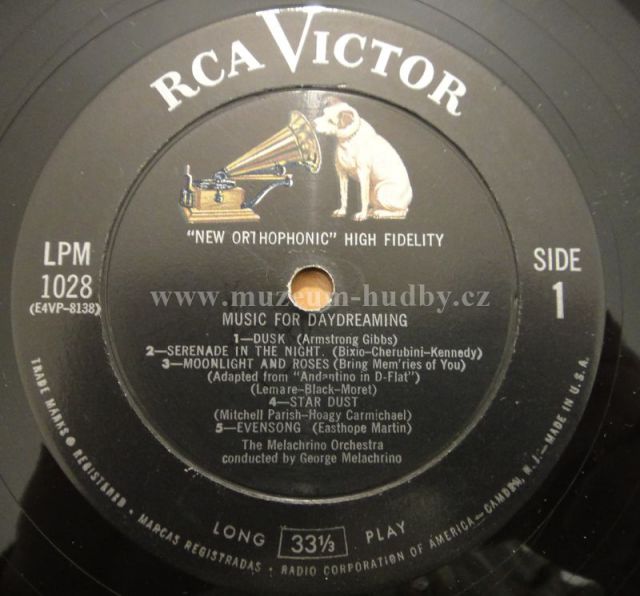 RCA VICTOR
"NEW ORTHOPHONIC" HIGH FIDELITY
LPM
1028
(E4VP-8138)
SIDE
1
www.muzeum-hudby.cz
MUSIC FOR DAYDREAMING
1—DUSK (Armstrong Gibbs)
2—SERENADE IN THE NIGHT. (Bixio-Cherubini-Kennedy)
3—MOONLIGHT AND ROSES (Bring Mem'ries of You)
(Adapted from "Andantino in D-Flat")
(Lemare-Black-Moret)
4—STAR DUST
(Mitchell Parish-Hoagy Carmichael)
5—EVENSONG (Easthope Martin)
The Melachrino Orchestra
conducted by George Melachrino
LONG 33⅓ PLAY
TRADE MARKS ® REGISTERED • MARCAS REGISTRADAS • RADIO CORPORATION OF AMERICA—CAMDEN, N. J.—MADE IN U.S.A.